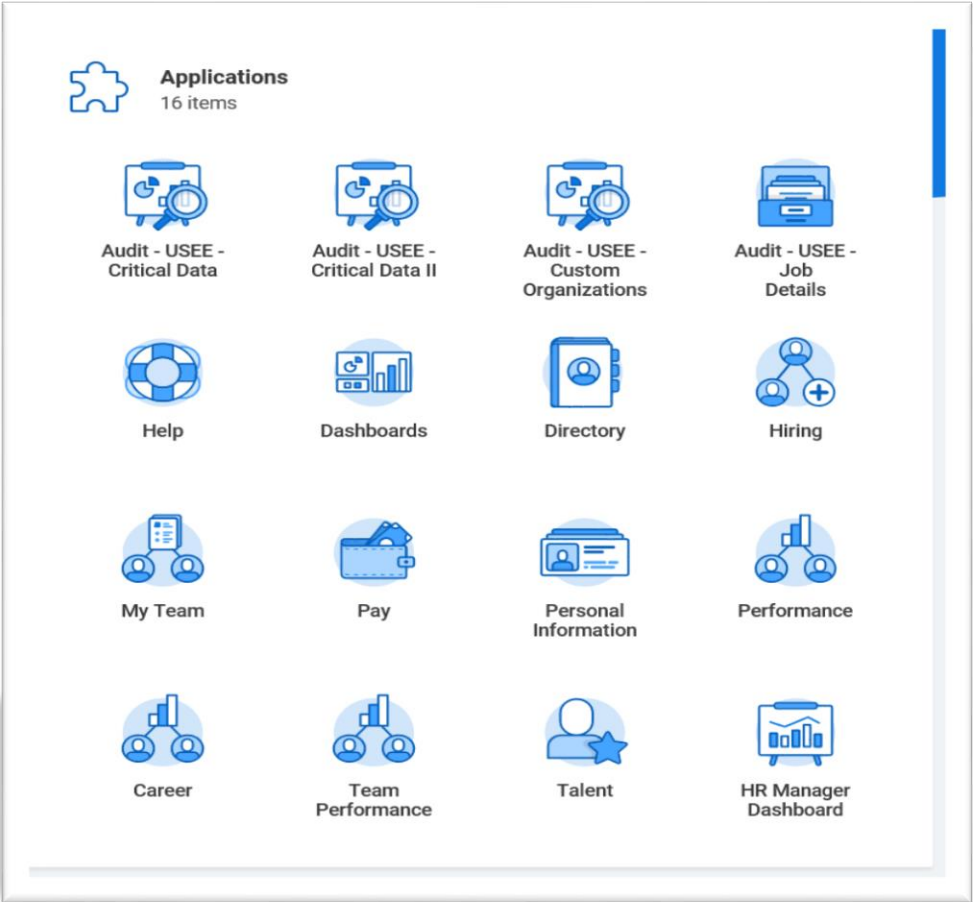 Applications
16 items
Audit - USEE -
Critical Data
Audit - USEE -
Critical Data II
Audit - USEE -
Custom
Organizations
Audit - USEE -
Job
Details
Help
Dashboards
Directory
Hiring
My Team
Pay
Personal
Information
Performance
Career
Team
Performance
Talent
HR Manager
Dashboard